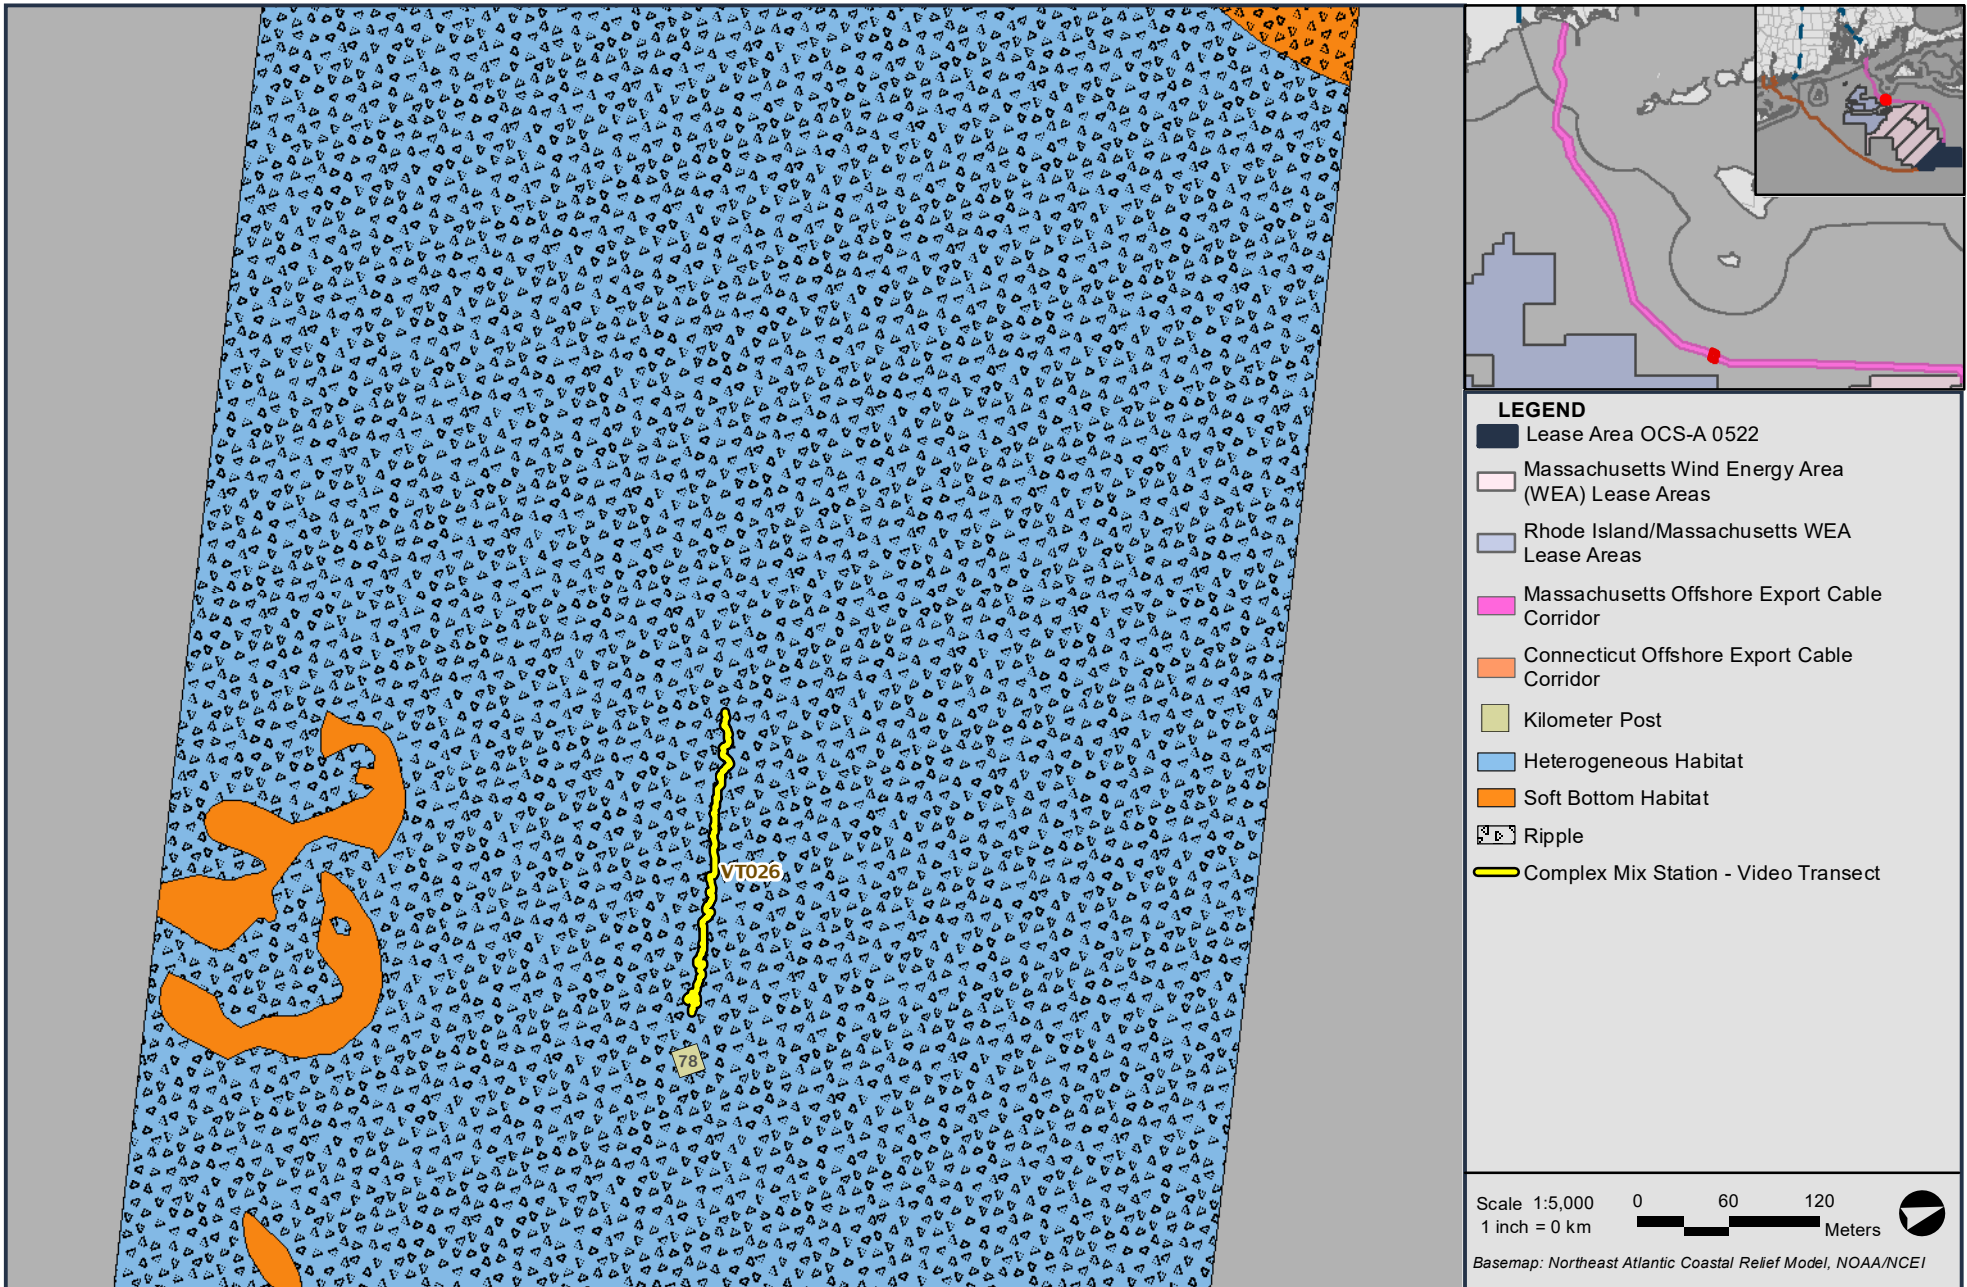 VT026
78
LEGEND
Lease Area OCS-A 0522
Massachusetts Wind Energy Area
(WEA) Lease Areas
Rhode Island/Massachusetts WEA
Lease Areas
Massachusetts Offshore Export Cable
Corridor
Connecticut Offshore Export Cable
Corridor
Kilometer Post
Heterogeneous Habitat
Soft Bottom Habitat
Ripple
Complex Mix Station - Video Transect
Scale 1:5,000
1 inch = 0 km
0 60 120
Meters
Basemap: Northeast Atlantic Coastal Relief Model, NOAA/NCEI